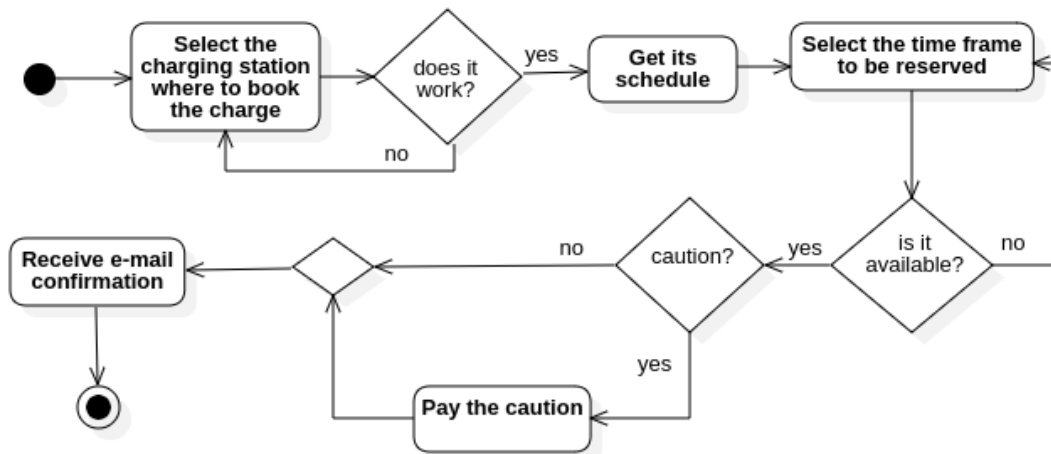 Select the
charging station
where to book
the charge
does it
work?
yes
no
Get its
schedule
Select the time frame
to be reserved
is it
available?
no
yes
caution?
no
yes
Pay the caution
Receive e-mail
confirmation